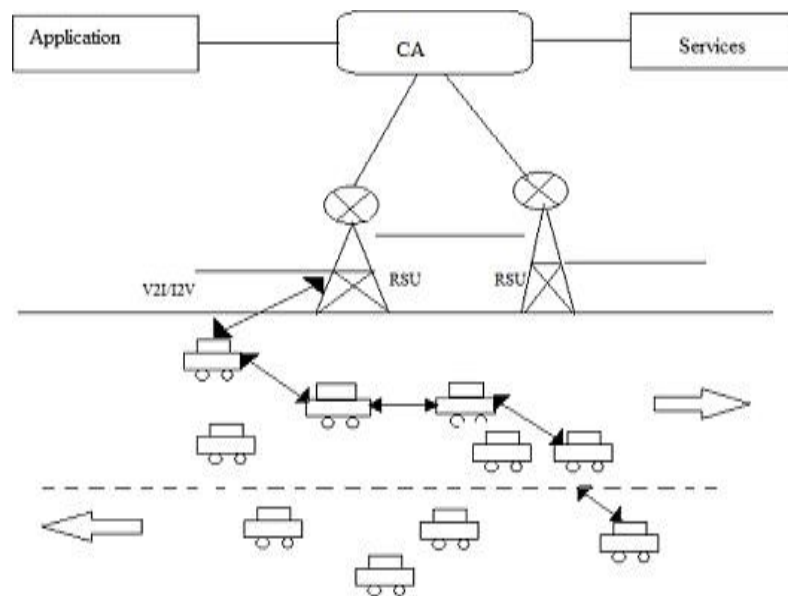 Application
CA
Services
V2I/I2V
RSU
RSU